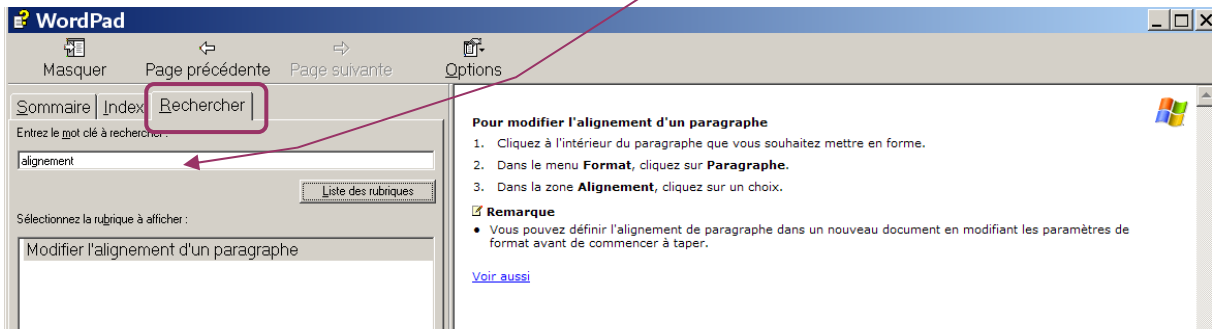 WordPad
Masquer Page précédente Page suivante Options
Sommaire Index Rechercher
Entrez le mot clé à rechercher :
alignement
Liste des rubriques
Sélectionnez la rubrique à afficher :
Modifier l'alignement d'un paragraphe
Pour modifier l'alignement d'un paragraphe
1. Cliquez à l'intérieur du paragraphe que vous souhaitez mettre en forme.
2. Dans le menu Format, cliquez sur Paragraphe.
3. Dans la zone Alignement, cliquez sur un choix.
Remarque
• Vous pouvez définir l'alignement de paragraphe dans un nouveau document en modifiant les paramètres de
format avant de commencer à taper.
Voir aussi